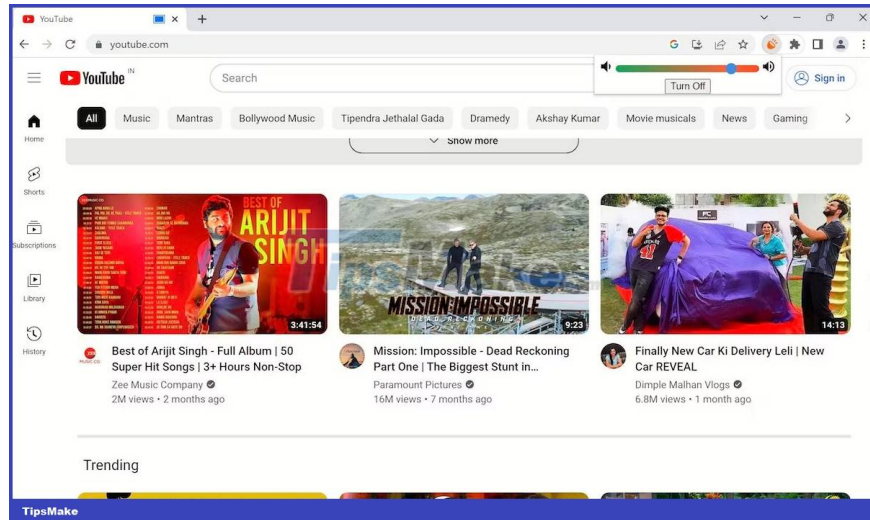 YouTube
youtube.com
YouTube IN
Search
Turn Off
Sign in
All
Music
Mantras
Bollywood Music
Tipendra Jethalal Gada
Dramedy
Akshay Kumar
Movie musicals
News
Gaming
Home
Shorts
Subscriptions
Library
History
Show more
BEST OF
ARIJIT
SINGH
3:41:54
TipsMake
MISSION:IMPOSSIBLE
DEAD RECKONING
9:23
14:13
Best of Arijit Singh - Full Album | 50
Super Hit Songs | 3+ Hours Non-Stop
Zee Music Company
2M views • 2 months ago
Mission: Impossible - Dead Reckoning
Part One | The Biggest Stunt in...
Paramount Pictures
16M views • 7 months ago
Finally New Car Ki Delivery Leli | New
Car REVEAL
Dimple Malhan Vlogs
6.8M views • 1 month ago
Trending
TipsMake